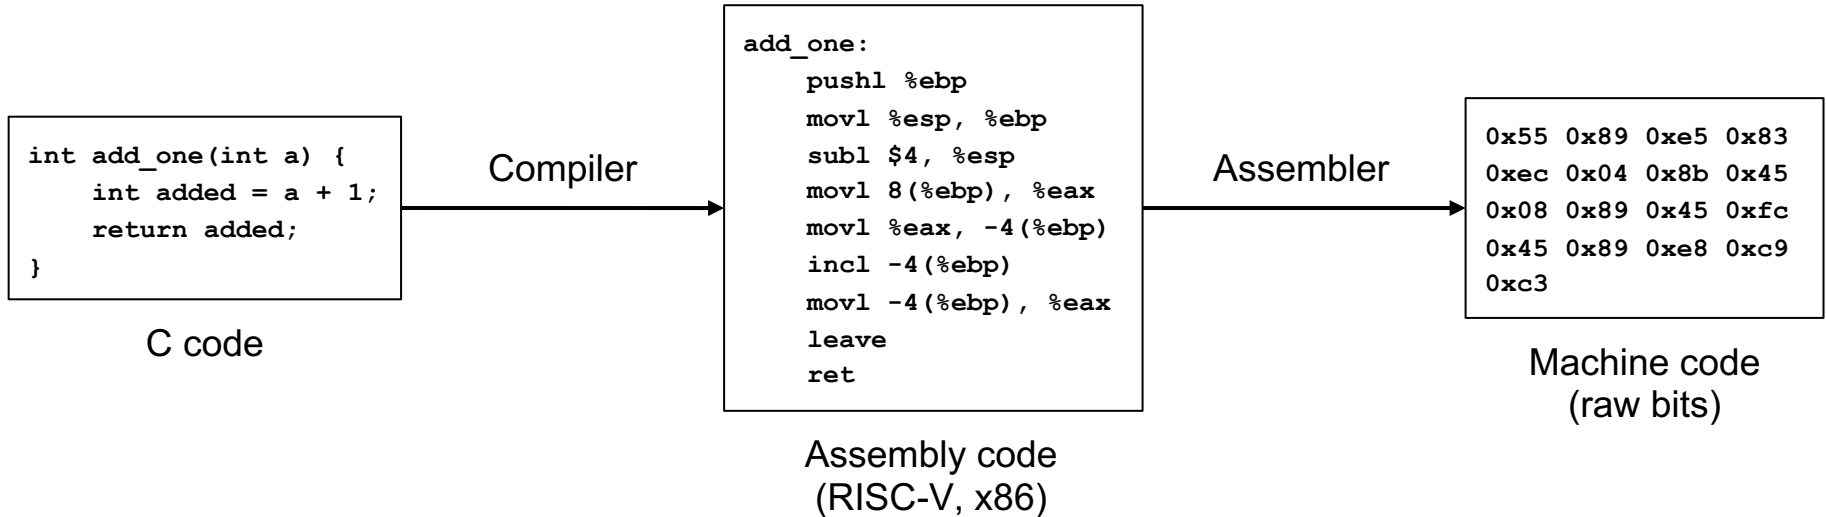 int add_one(int a) {
    int added = a + 1;
    return added;
}
C code
Compiler
add_one:
    pushl %ebp
    movl %esp, %ebp
    subl $4, %esp
    movl 8(%ebp), %eax
    movl %eax, -4(%ebp)
    incl -4(%ebp)
    movl -4(%ebp), %eax
    leave
    ret
Assembly code
(RISC-V, x86)
Assembler
0x55 0x89 0xe5 0x83
0xec 0x04 0x8b 0x45
0x08 0x89 0x45 0xfc
0x45 0x89 0xe8 0xc9
0xc3
Machine code
(raw bits)